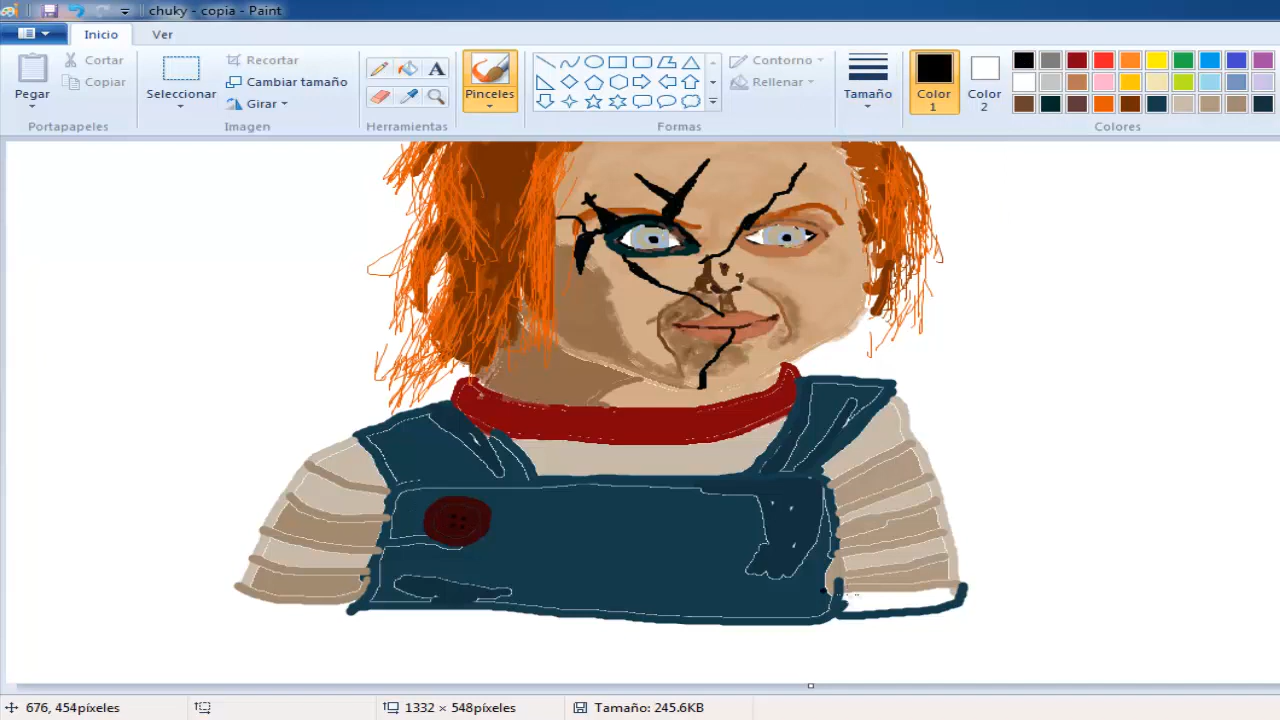 chuky - copia - Paint
Inicio
Ver
Pegar
Cortar
Copiar
Portapapeles
Seleccionar
Recortar
Cambiar tamaño
Girar
Imagen
A
Herramientas
Pinceles
Contorno
Rellenar
Formas
Tamaño
Color 1
Color 2
Colores
676, 454píxeles
1332 × 548píxeles
Tamaño: 245.6KB